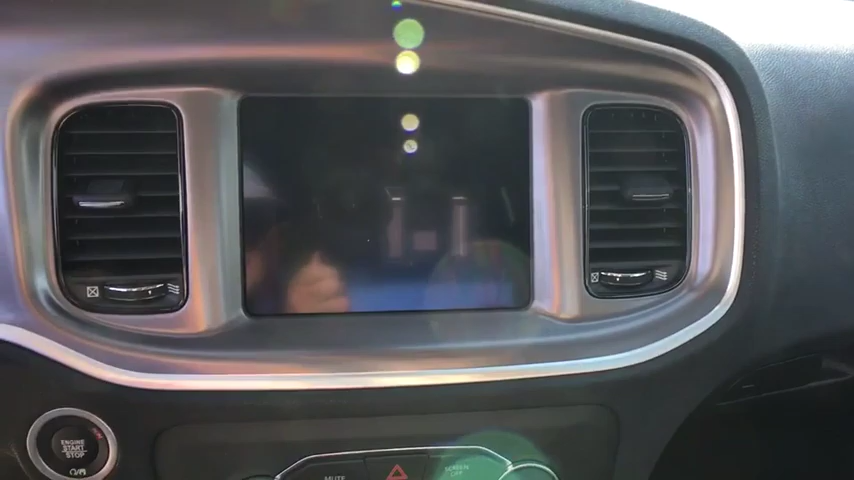 ENGINE
START
STOP
MUTE
SCREEN
OFF